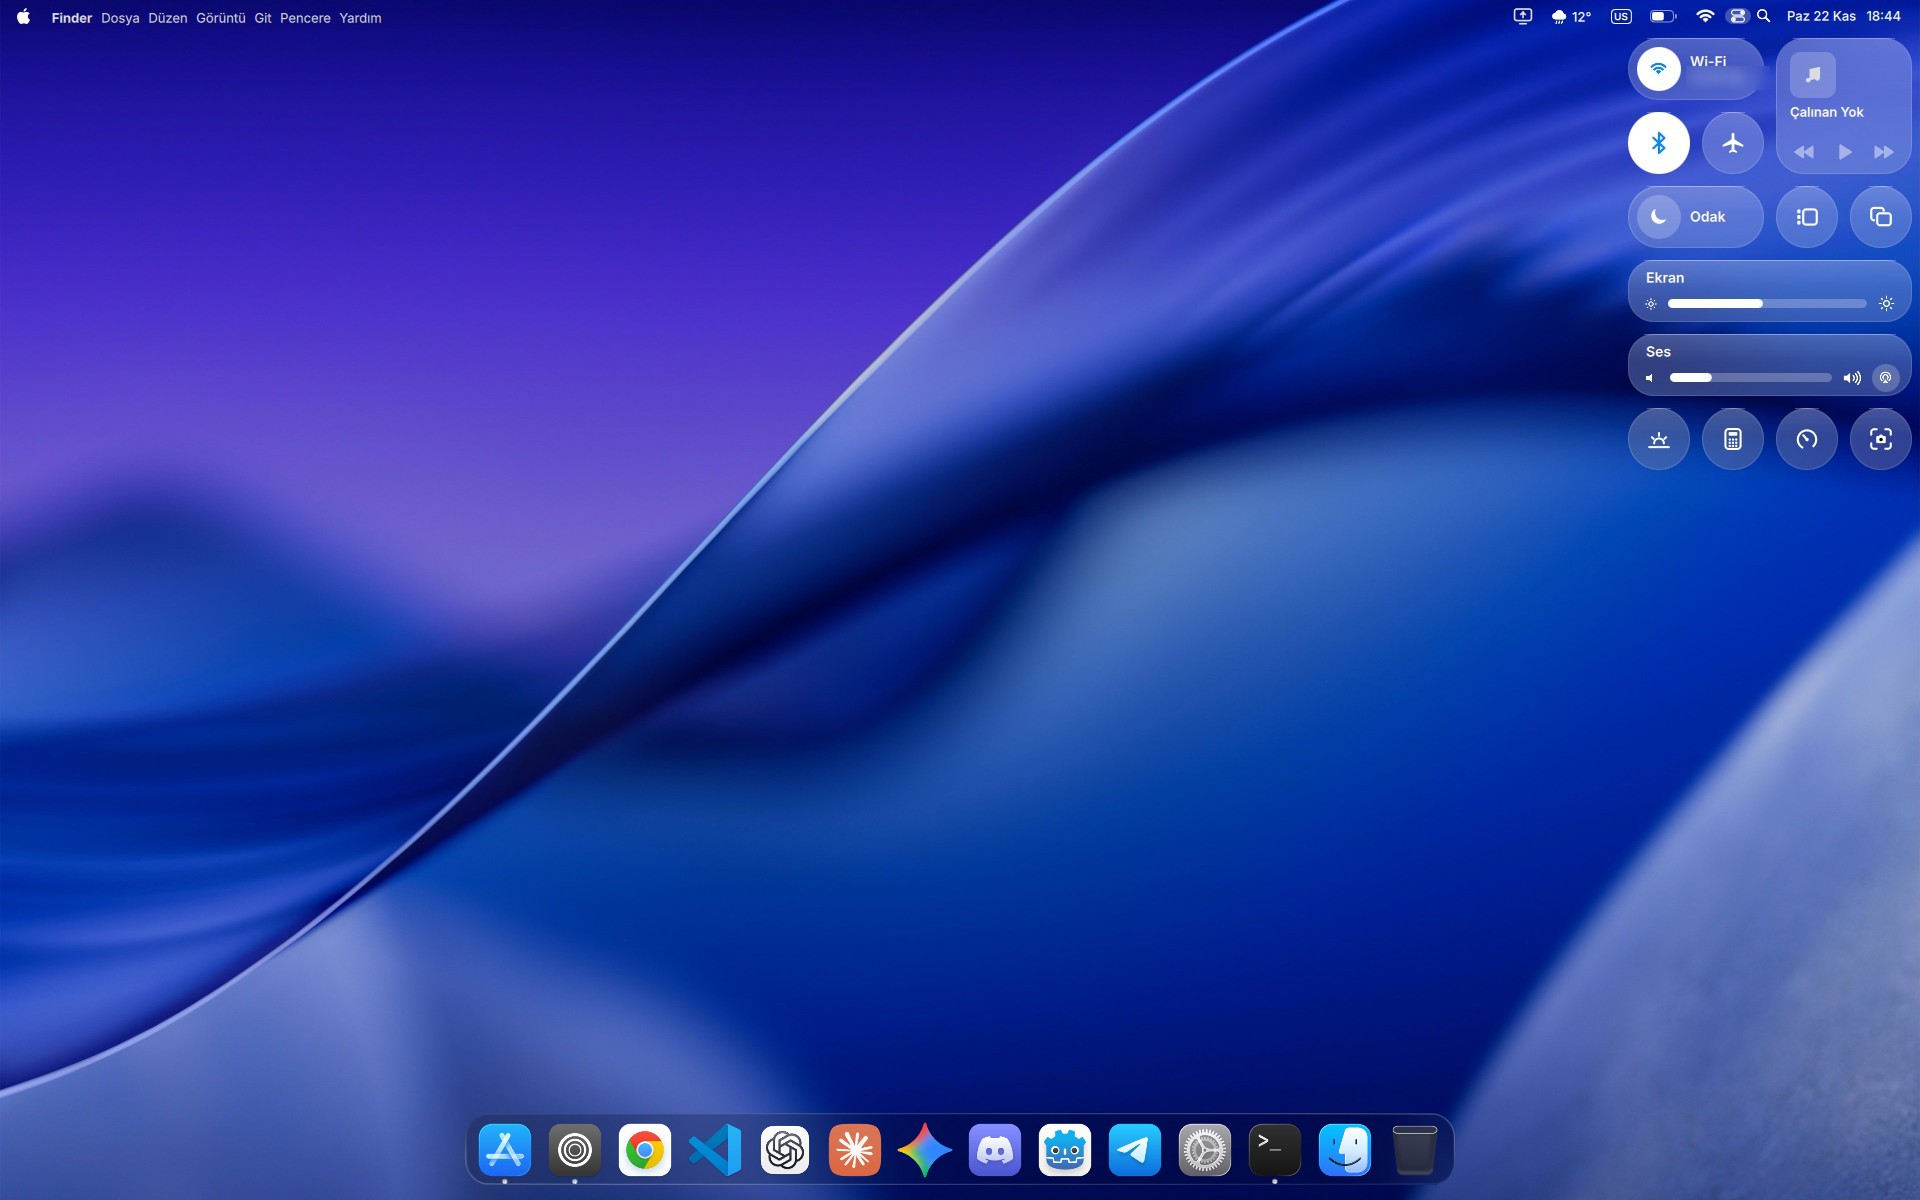 Finder Dosya Düzen Görüntü Git Pencere Yardım
12° US Paz 22 Kas 18:44
Wi-Fi
Çalınan Yok
Odak
Ekran
Ses
>_